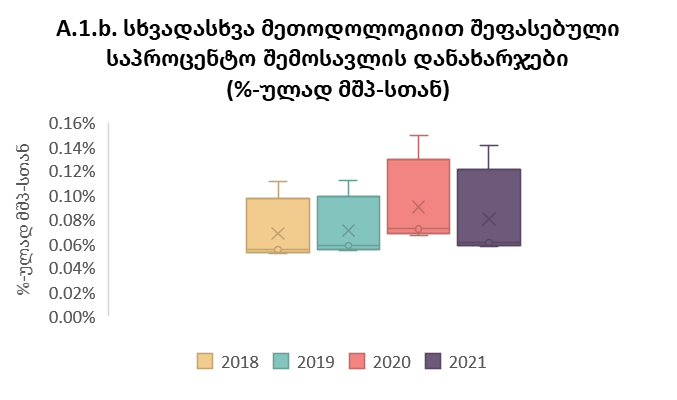 A.1.b. სხვადასხვა მეთოდოლოგიით შეფასებული
საპროცენტო შემოსავლის დანახარჯები
(%-ულად მშპ-სთან)
%-ულად მშპ-სთან
0.16%
0.14%
0.12%
0.10%
0.08%
0.06%
0.04%
0.02%
0.00%
2018 2019 2020 2021